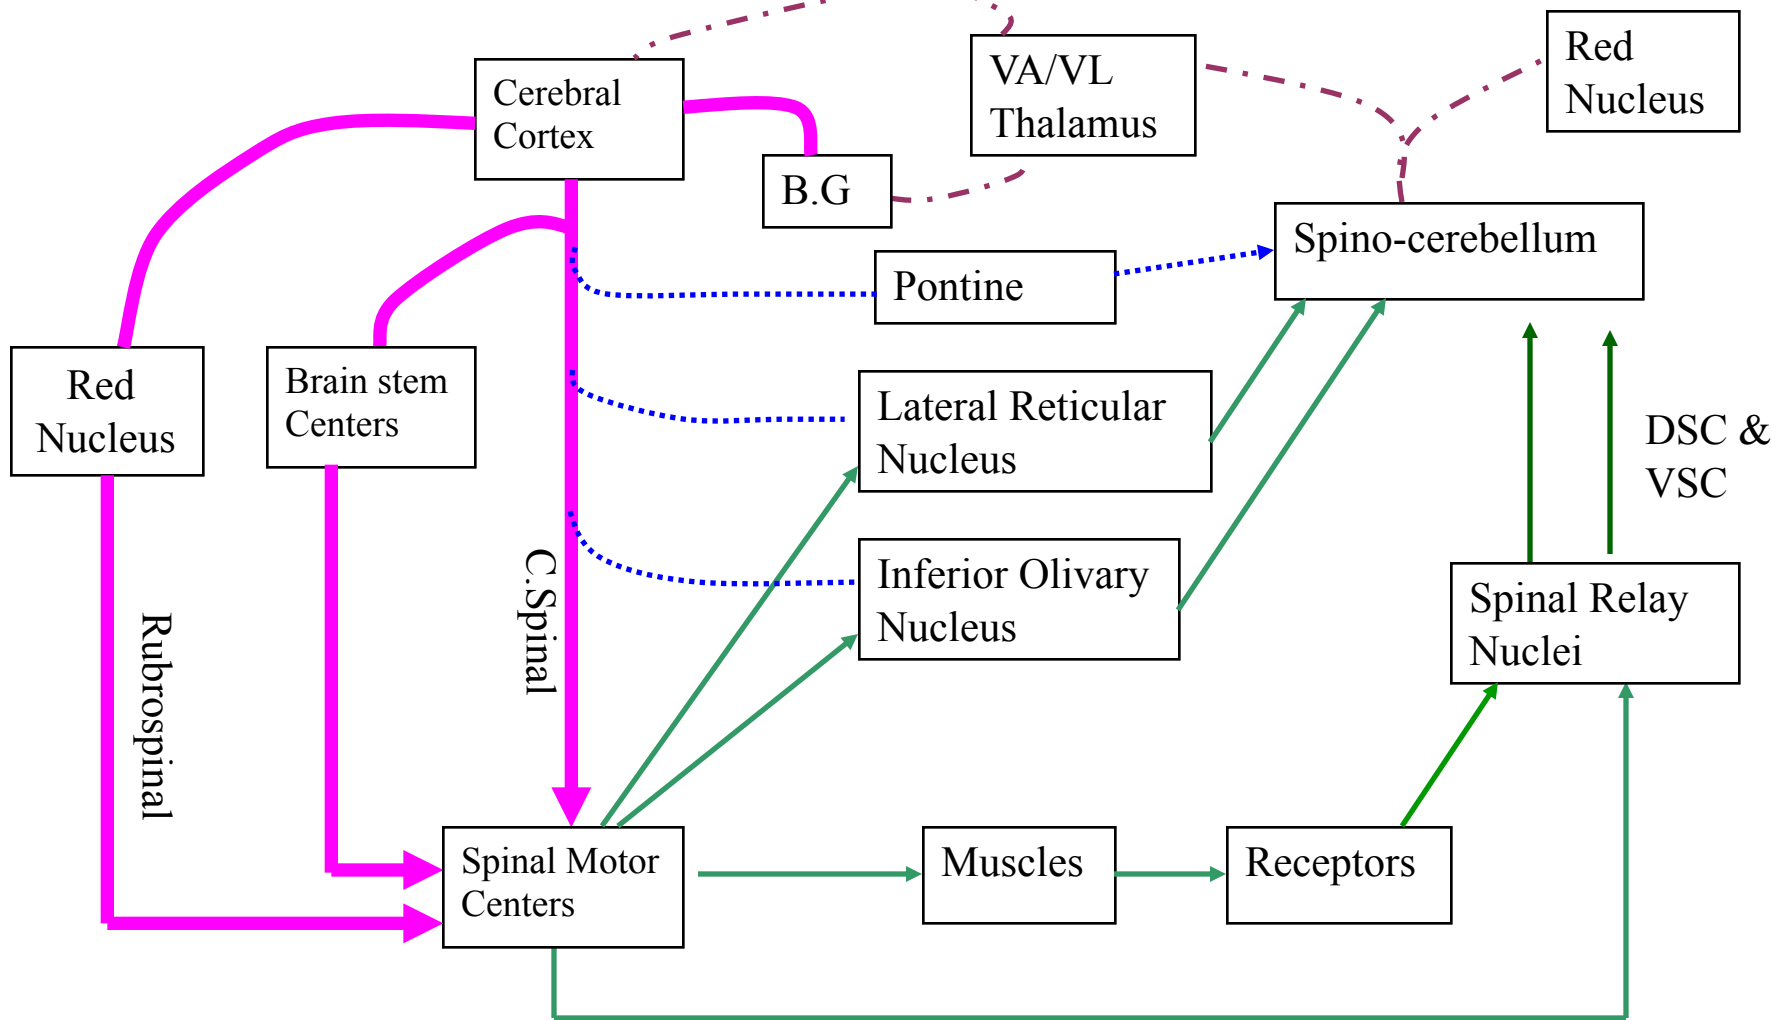 Cerebral
Cortex
VA/VL
Thalamus
Red
Nucleus
B.G
Spino-cerebellum
Pontine
Red
Nucleus
Brain stem
Centers
Lateral Reticular
Nucleus
DSC &
VSC
Inferior Olivary
Nucleus
C.Spinal
Rubrospinal
Spinal Relay
Nuclei
Spinal Motor
Centers
Muscles
Receptors